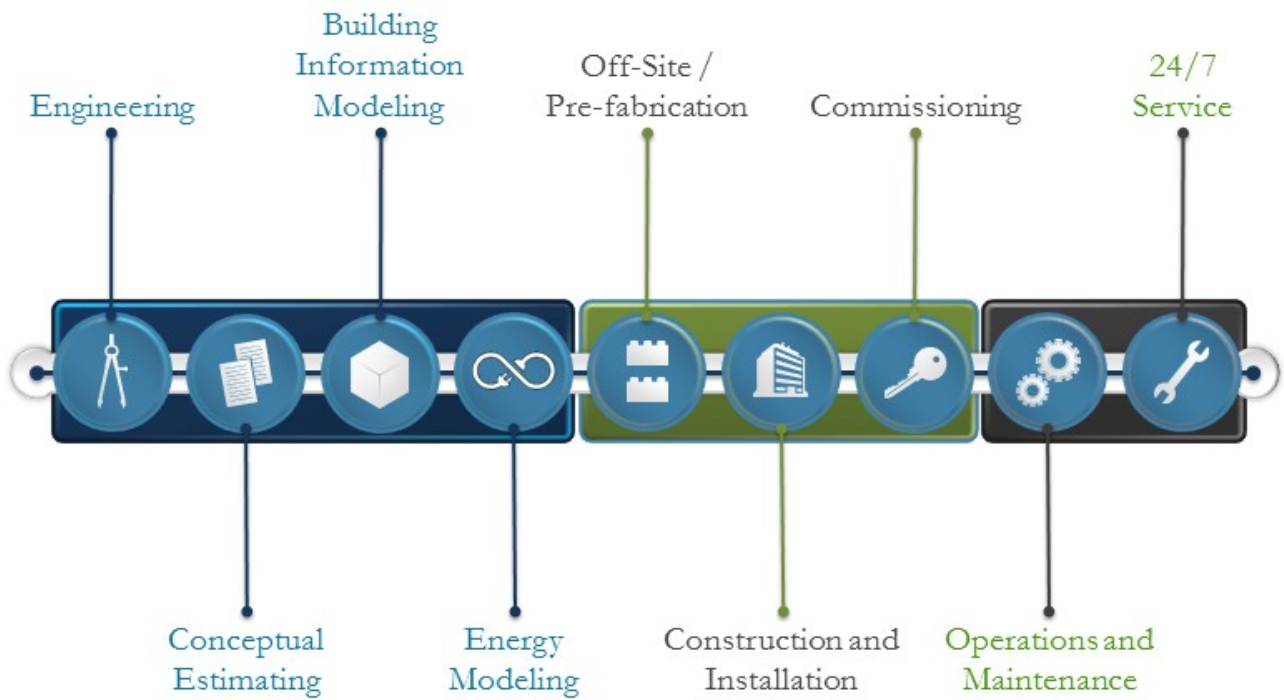 Engineering
Building
Information
Modeling
Off-Site /
Pre-fabrication
Commissioning
24/7
Service
Conceptual
Estimating
Energy
Modeling
Construction and
Installation
Operations and
Maintenance